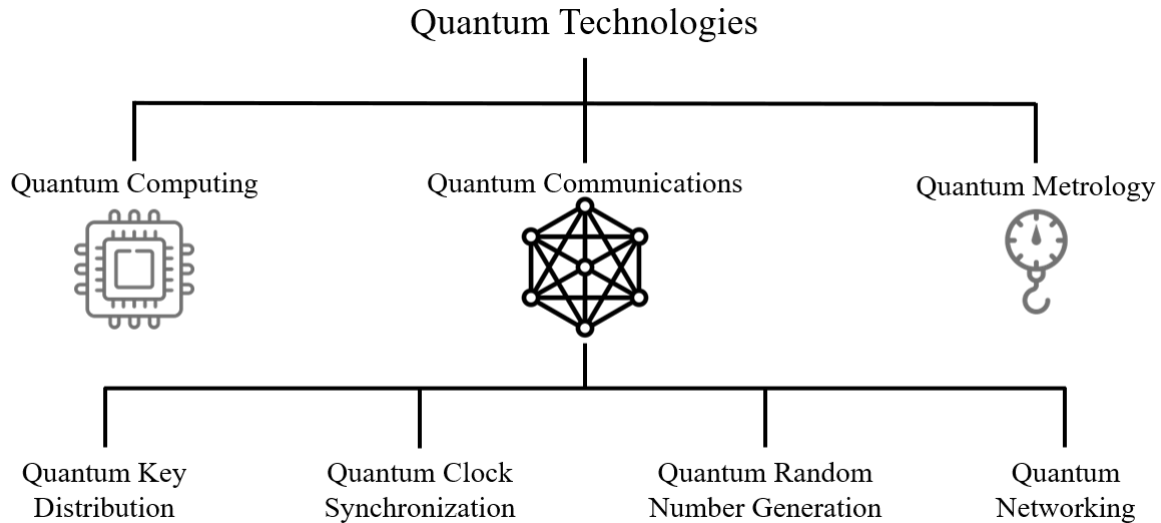 Quantum Technologies
Quantum Computing
Quantum Communications
Quantum Metrology
Quantum Key
Distribution
Quantum Clock
Synchronization
Quantum Random
Number Generation
Quantum
Networking